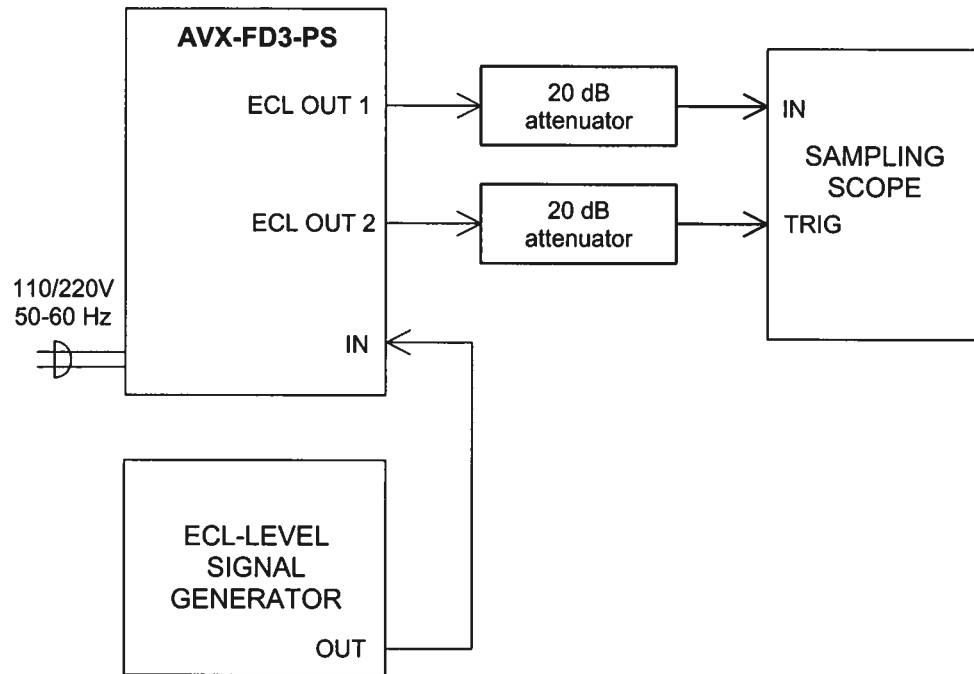 AVX-FD3-PS
ECL OUT 1
20 dB
attenuator
IN
SAMPLING
SCOPE
ECL OUT 2
20 dB
attenuator
TRIG
110/220V
50-60 Hz
IN
ECL-LEVEL
SIGNAL
GENERATOR
OUT